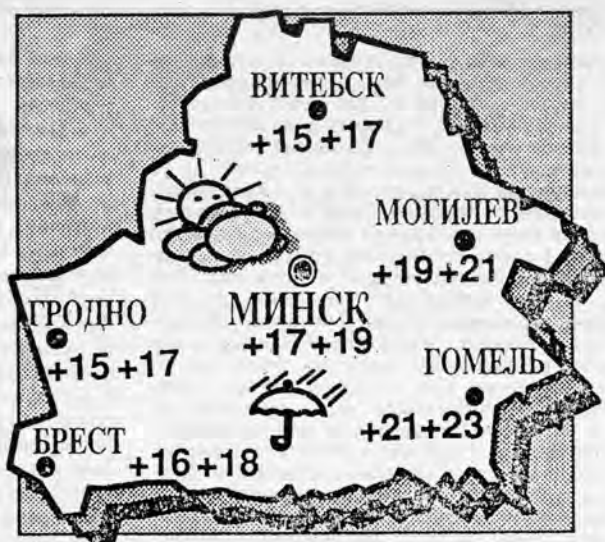 ВИТЕБСК
+15 +17
МОГИЛЕВ
+19 +21
МИНСК
+17 +19
ГРОДНО
+15 +17
ГОМЕЛЬ
+21 +23
БРЕСТ
+16 +18